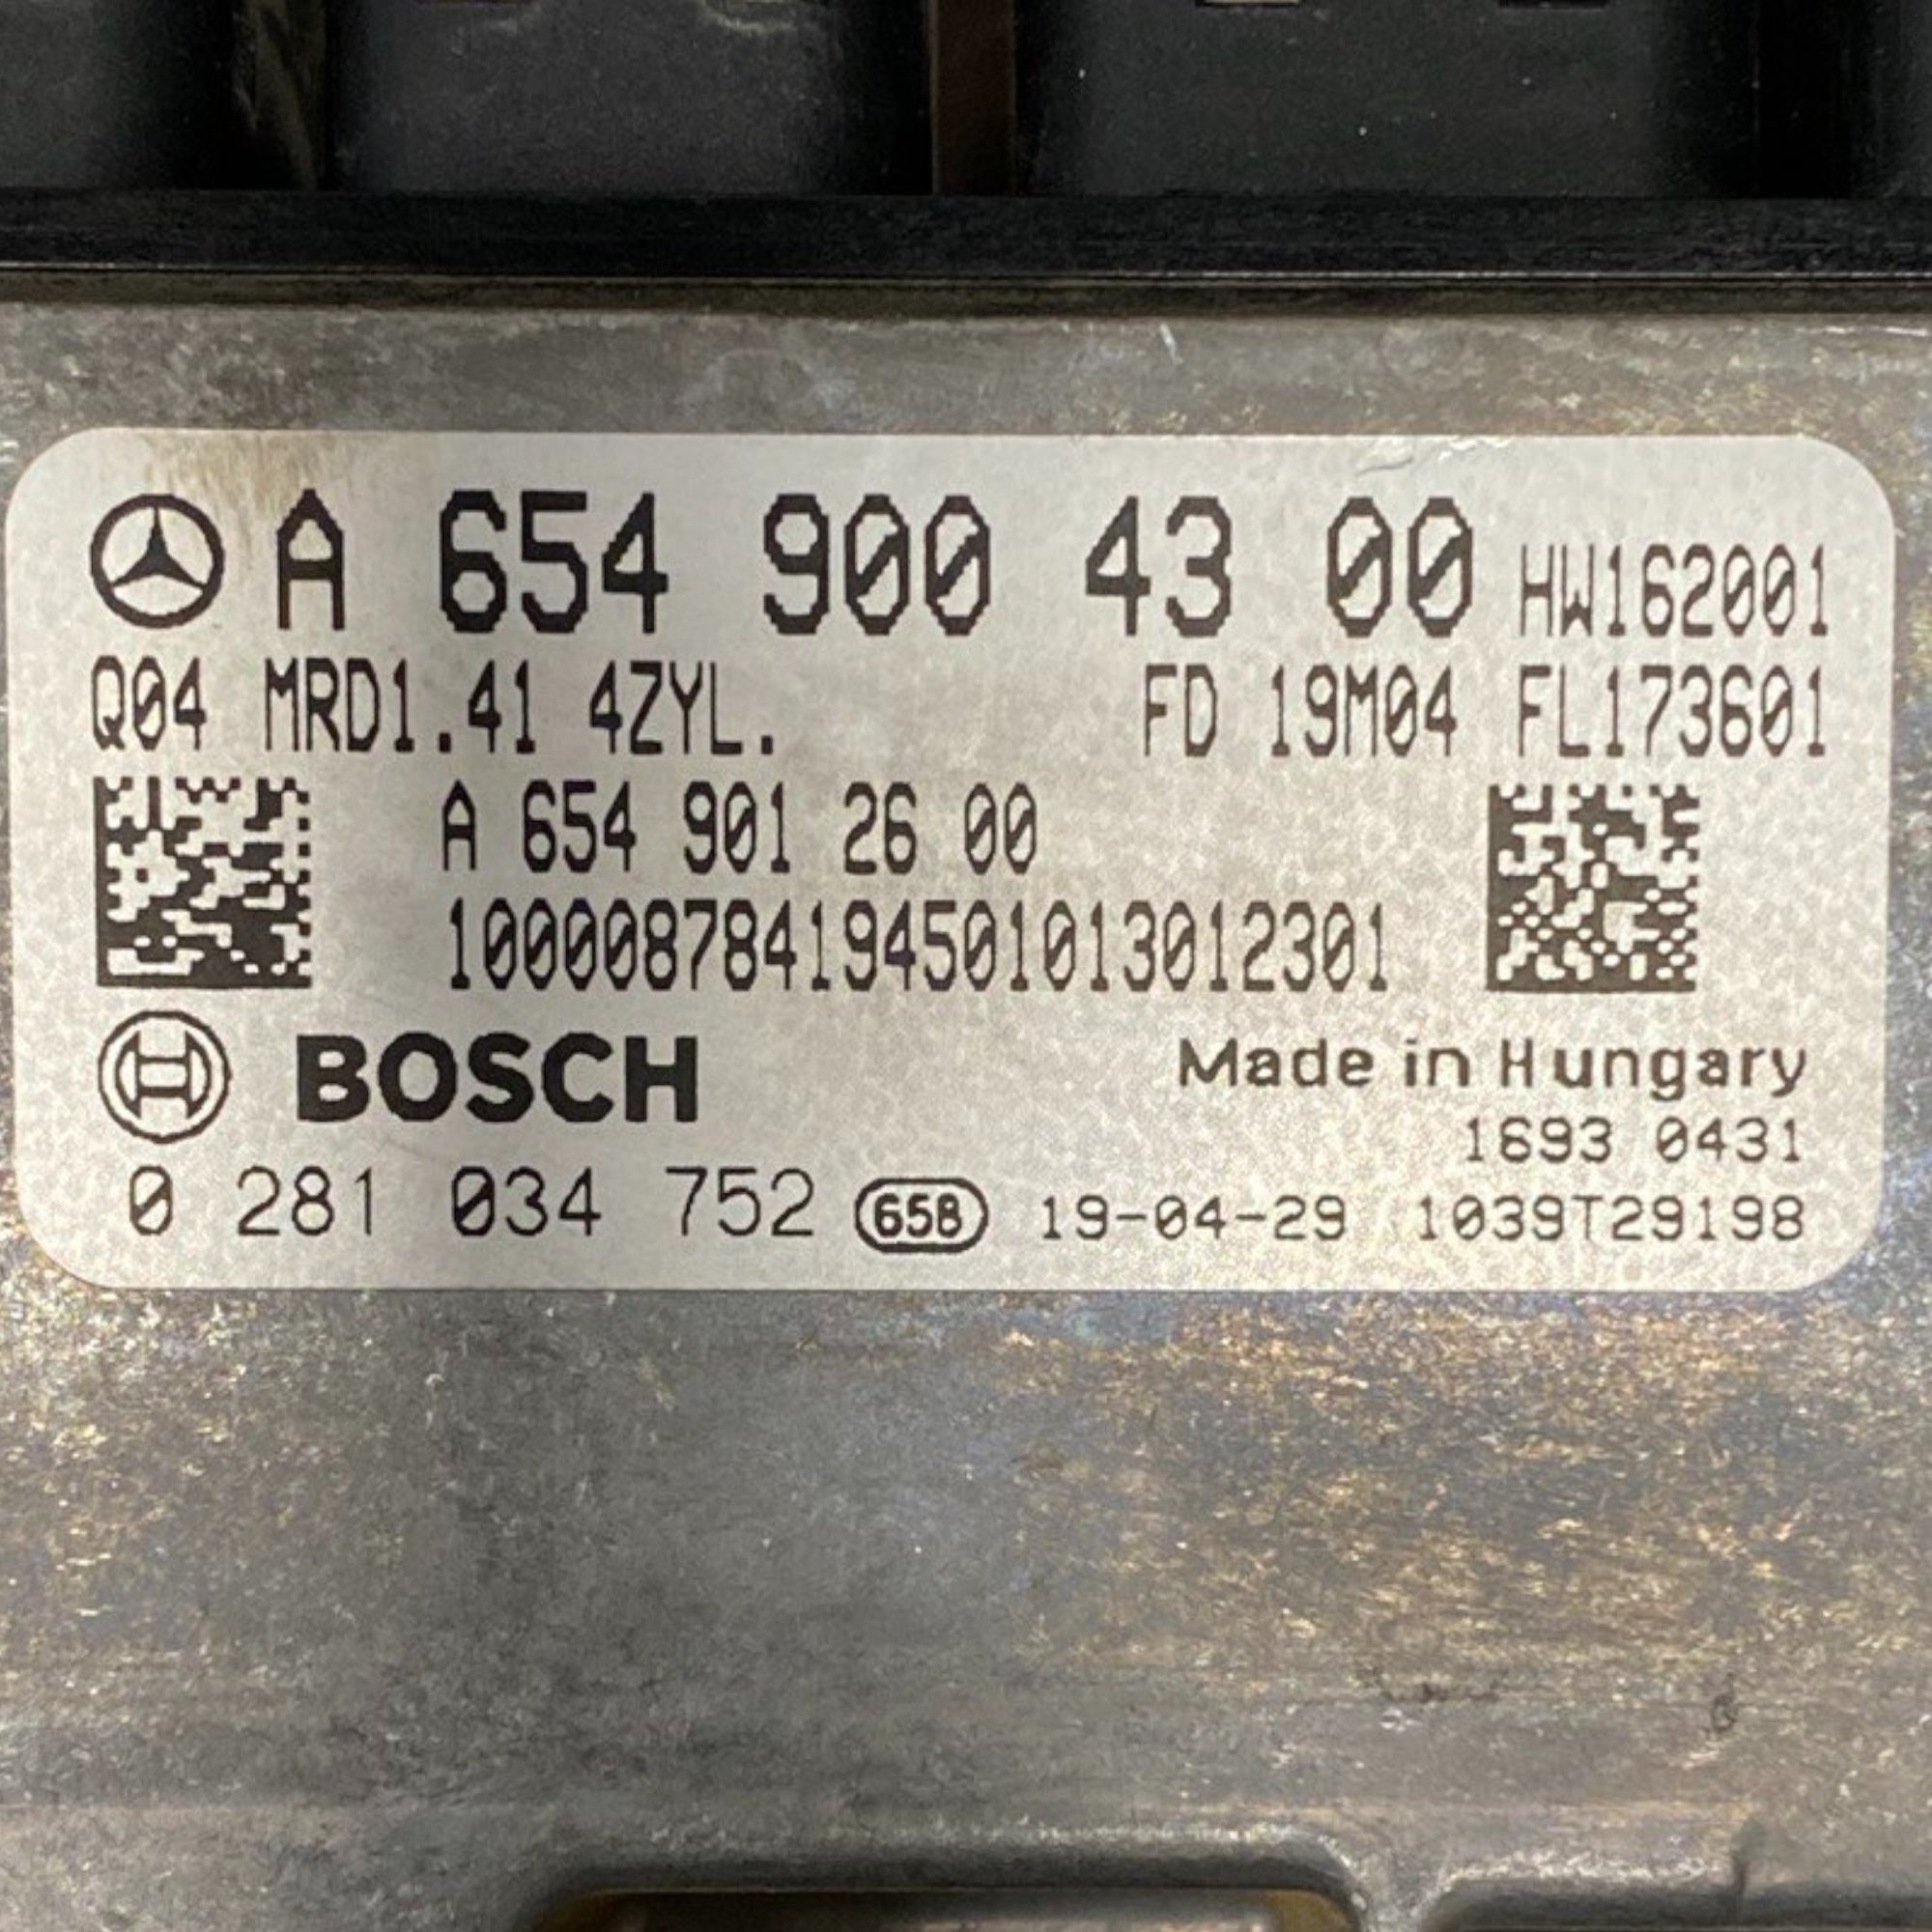 A 654 900 43 00 HW162001
Q04 MRD1.41 4ZYL. FD 19M04 FL173601
A 654 901 26 00
100008784194501013012301
BOSCH Made in Hungary
1693 0431
0 281 034 752 658 19-04-29 1039T29198